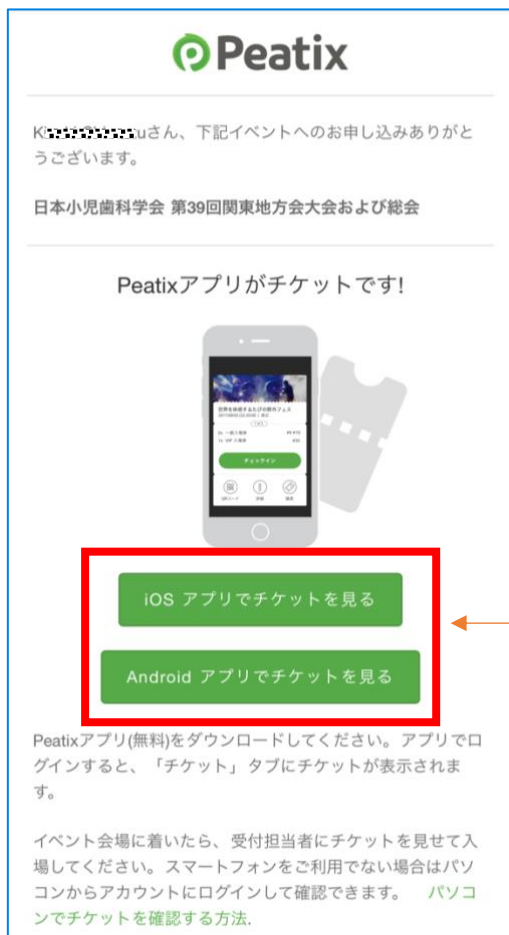 Peatix
さん、下記イベントへのお申し込みありがと
うございます。
日本小児歯科学会 第39回関東地方会大会および総会
Peatixアプリがチケットです!
チェックイン
iOS アプリでチケットを見る
Android アプリでチケットを見る
Peatixアプリ(無料)をダウンロードしてください。アプリでロ
グインすると、「チケット」タブにチケットが表示されま
す。
イベント会場に着いたら、受付担当者にチケットを見せて入
場してください。スマートフォンをご利用でない場合はパソ
コンからアカウントにログインして確認できます。 パソコ
ンでチケットを確認する方法.